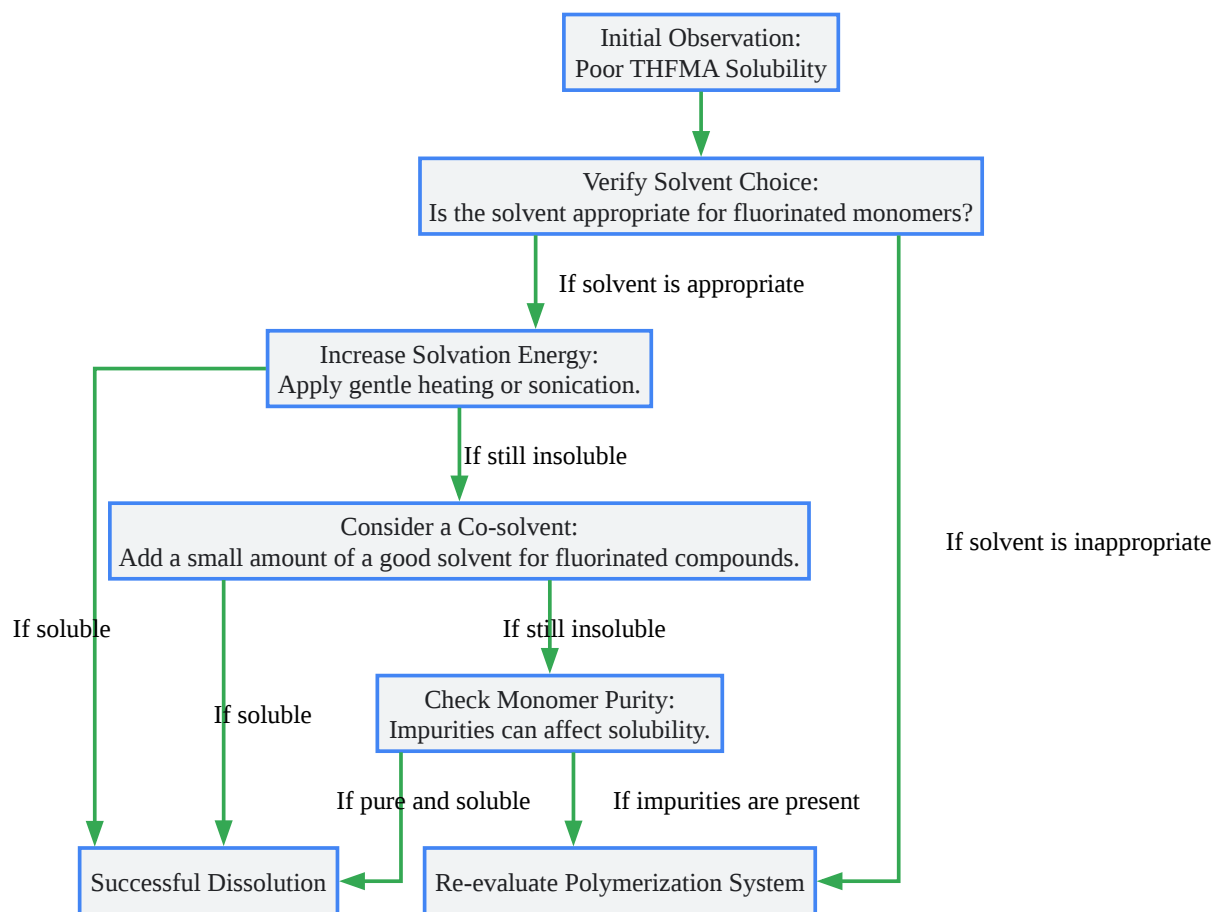 Initial Observation:
Poor THFMA Solubility
Verify Solvent Choice:
Is the solvent appropriate for fluorinated monomers?
If solvent is appropriate
Increase Solvation Energy:
Apply gentle heating or sonication.
If still insoluble
Consider a Co-solvent:
Add a small amount of a good solvent for fluorinated compounds.
If solvent is inappropriate
If soluble
If still insoluble
Check Monomer Purity:
Impurities can affect solubility.
If soluble
If pure and soluble
If impurities are present
Successful Dissolution
Re-evaluate Polymerization System